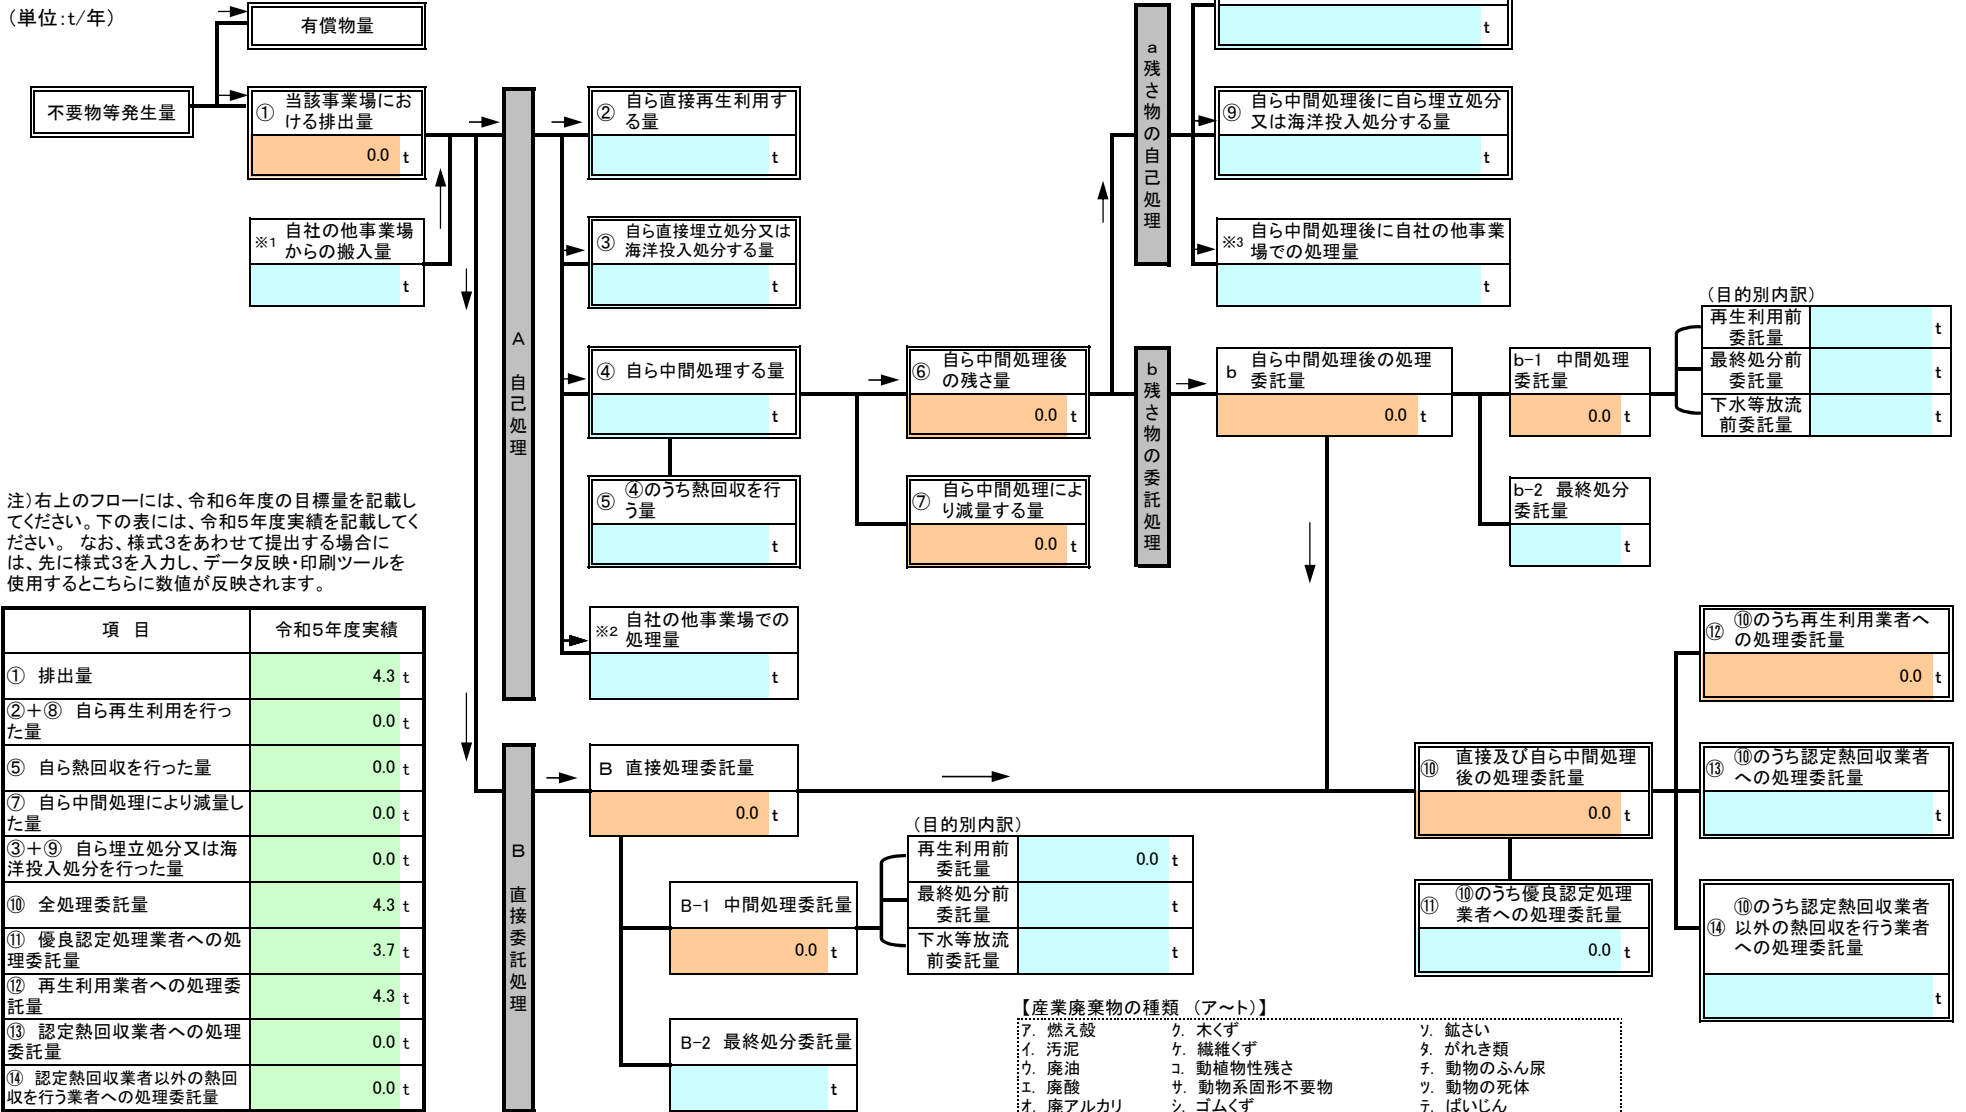 (単位:t/年)
有償物量
不要物等発生量
① 当該事業場にお
ける排出量
0.0 t
※1 自社の他事業場
からの搬入量
t
A 自己処理
② 自ら直接再生利用す
る量
t
③ 自ら直接埋立処分又は
海洋投入処分する量
t
④ 自ら中間処理する量
t
⑤ ④のうち熱回収を行
う量
t
※2 自社の他事業場での
処理量
t
⑥ 自ら中間処理後
の残さ量
0.0 t
⑦ 自ら中間処理によ
り減量する量
0.0 t
a 残さ物の自己処理
t
⑨ 自ら中間処理後に自ら埋立処分
又は海洋投入処分する量
t
※3 自ら中間処理後に自社の他事業
場での処理量
t
b 残さ物の委託処理
b 自ら中間処理後の処理
委託量
0.0 t
b-1 中間処理
委託量
0.0 t
(目的別内訳)
再生利用前
委託量
t
最終処分前
委託量
t
下水等放流
前委託量
t
b-2 最終処分
委託量
t
注)右上のフローには、令和6年度の目標量を記載し
てください。下の表には、令和5年度実績を記載してく
ださい。 なお、様式3をあわせて提出する場合に
は、先に様式3を入力し、データ反映・印刷ツールを
使用するとこちらに数値が反映されます。
項 目 令和5年度実績
① 排出量 4.3 t
②+⑧ 自ら再生利用を行っ
た量
0.0 t
⑤ 自ら熱回収を行った量 0.0 t
⑦ 自ら中間処理により減量し
た量
0.0 t
③+⑨ 自ら埋立処分又は海
洋投入処分を行った量
0.0 t
⑩ 全処理委託量 4.3 t
⑪ 優良認定処理業者への処
理委託量
3.7 t
⑫ 再生利用業者への処理委
託量
4.3 t
⑬ 認定熱回収業者への処理
委託量
0.0 t
⑭ 認定熱回収業者以外の熱回
収を行う業者への処理委託量
0.0 t
B 直接委託処理
B 直接処理委託量
0.0 t
B-1 中間処理委託量
0.0 t
(目的別内訳)
再生利用前
委託量
0.0 t
最終処分前
委託量
t
下水等放流
前委託量
t
B-2 最終処分委託量
t
⑩ 直接及び自ら中間処理
後の処理委託量
0.0 t
⑪ ⑩のうち優良認定処理
業者への処理委託量
0.0 t
⑫ ⑩のうち再生利用業者へ
の処理委託量
0.0 t
⑬ ⑩のうち認定熱回収業者
への処理委託量
t
⑭ ⑩のうち認定熱回収業者
以外の熱回収を行う業者
への処理委託量
t
【産業廃棄物の種類 (ア~ト)】
ア. 燃え殻 ク. 木くず ソ. 鉱さい
イ. 汚泥 ケ. 繊維くず タ. がれき類
ウ. 廃油 コ. 動植物性残さ チ. 動物のふん尿
エ. 廃酸 サ. 動物系固形不要物 ツ. 動物の死体
オ. 廃アルカリ シ. ゴムくず テ. ばいじん